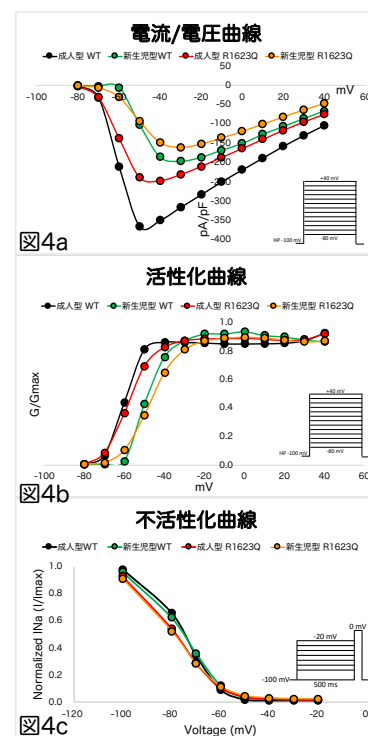 電流/電圧曲線
成人型 WT 新生児型WT 成人型 R1623Q 新生児型 R1623Q
50
0
-100 -80 -60 -40 -20 0 20 40 60
mV
-50
-100
-150
-200
-250
-300
-350
-400
pA/pF
+40 mV
HP -100 mV -80 mV
図4a
活性化曲線
成人型 WT 新生児型 WT 成人型 R1623Q 新生児型 R1623Q
1.0
0.8
0.6
0.4
0.2
0.0
G/Gmax
-100 -80 -60 -40 -20 0 20 40 60
mV
+40 mV
HP -100 mV -80 mV
図4b
不活性化曲線
成人型WT 新生児型WT 成人型 R1623Q 新生児型 R1623Q
Normalized INa (I/Imax)
1.0
0.8
0.6
0.4
0.2
0.0
0 mV
-20 mV
-100 mV
500 ms
-120 -100 -80 -60 -40 -20 0
Voltage (mV)
図4c